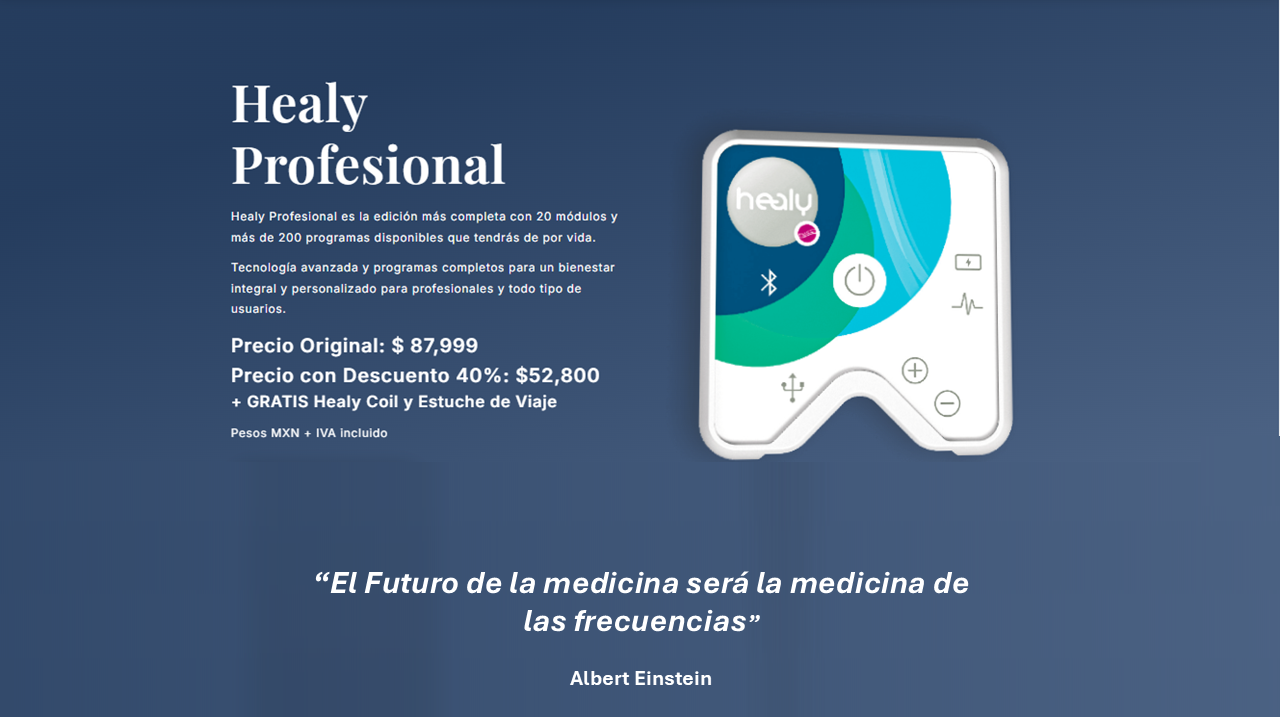 Healy
Profesional
Healy Profesional es la edición más completa con 20 módulos y
más de 200 programas disponibles que tendrás de por vida.
Tecnología avanzada y programas completos para un bienestar
integral y personalizado para profesionales y todo tipo de
usuarios.
Precio Original: $ 87,999
Precio con Descuento 40%: $52,800
+ GRATIS Healy Coil y Estuche de Viaje
Pesos MXN + IVA incluido
healy
“El Futuro de la medicina será la medicina de
las frecuencias”
Albert Einstein